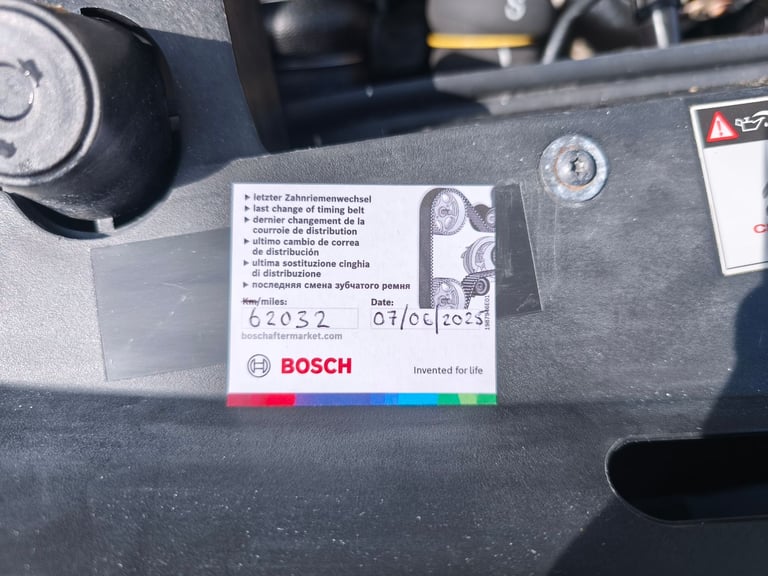 S
▶ letzter Zahnriemenwechsel
▶ last change of timing belt
▶ dernier changement de la
courroie de distribution
▶ ultimo cambio de correa
de distribución
▶ ultima sostituzione cinghia
di distribuzione
▶ последняя смена зубчатого ремня
Km/miles: Date:
62032 07/06/2025
boschaftermarket.com
BOSCH
Invented for life